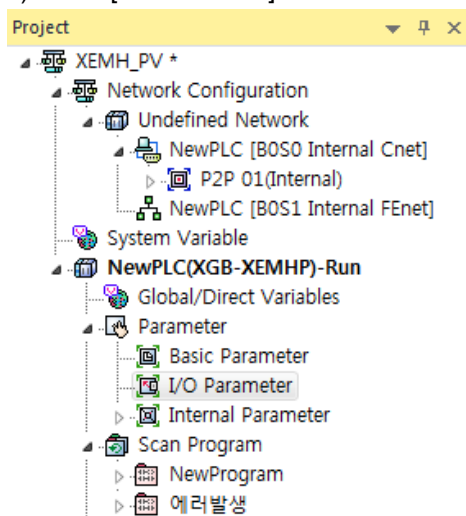 Project
XEMH_PV *
Network Configuration
Undefined Network
NewPLC [B0S0 Internal Cnet]
P2P 01(Internal)
NewPLC [B0S1 Internal FEnet]
System Variable
NewPLC(XGB-XEMHP)-Run
Global/Direct Variables
Parameter
Basic Parameter
I/O Parameter
Internal Parameter
Scan Program
NewProgram
에러발생